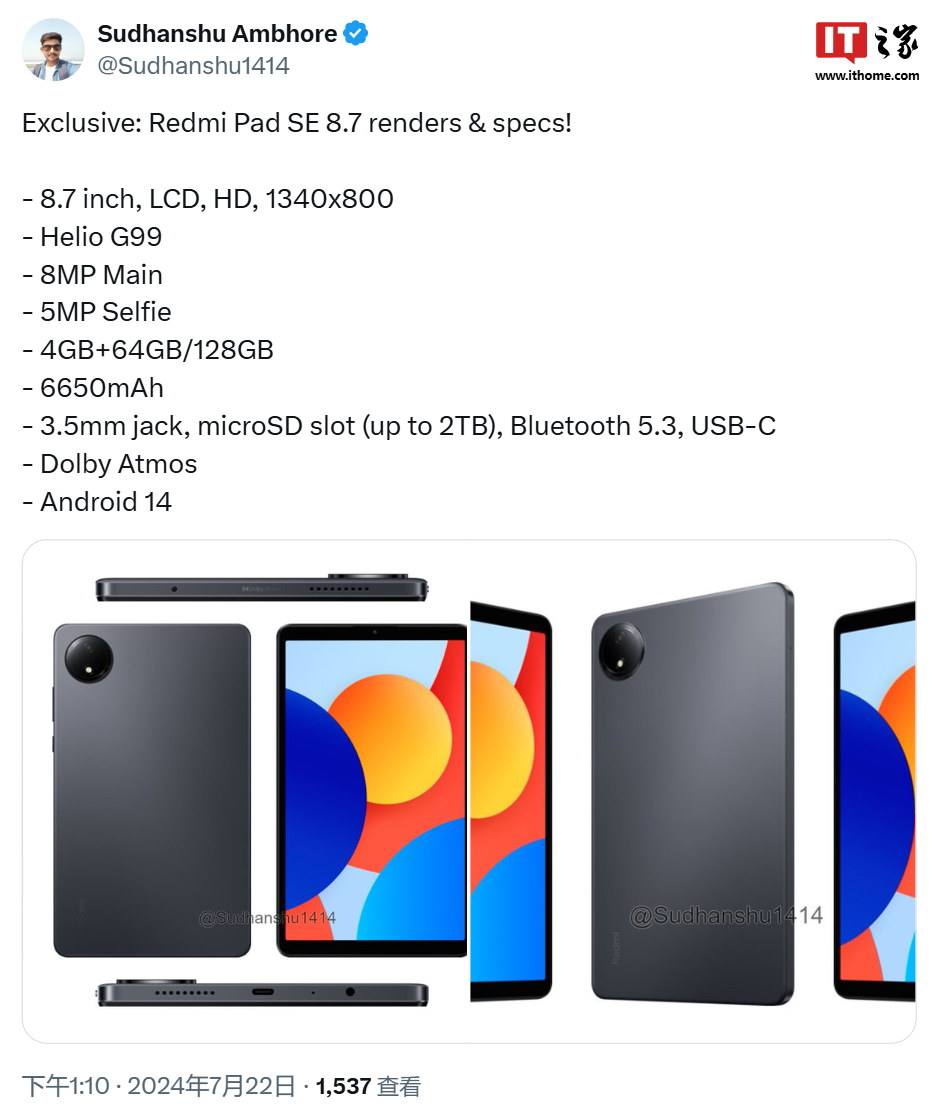 Sudhanshu Ambhore
@Sudhanshu1414
IT之家
www.ithome.com
Exclusive: Redmi Pad SE 8.7 renders & specs!
- 8.7 inch, LCD, HD, 1340x800
- Helio G99
- 8MP Main
- 5MP Selfie
- 4GB+64GB/128GB
- 6650mAh
- 3.5mm jack, microSD slot (up to 2TB), Bluetooth 5.3, USB-C
- Dolby Atmos
- Android 14
@Sudhanshu1414
@Sudhanshu1414
Redmi
下午1:10 · 2024年7月22日 · 1,537 查看